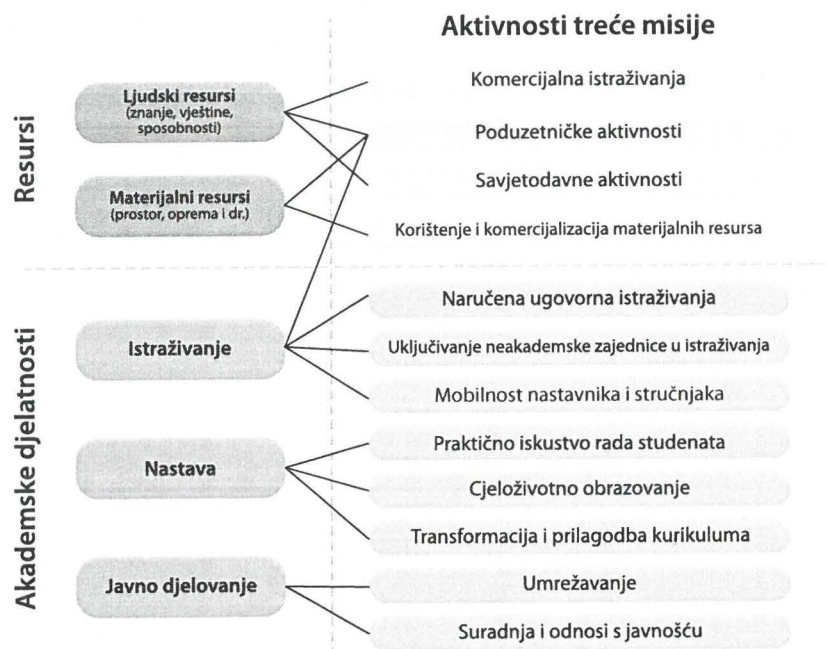 Aktivnosti treće misije
Resursi
Ljudski resursi
(znanje, vještine,
sposobnosti)
Materijalni resursi
(prostor, oprema i dr.)
Komercijalna istraživanja
Poduzetničke aktivnosti
Savjetodavne aktivnosti
Korištenje i komercijalizacija materijalnih resursa
Akademske djelatnosti
Istraživanje
Naručena ugovorna istraživanja
Uključivanje neakademske zajednice u istraživanja
Mobilnost nastavnika i stručnjaka
Nastava
Praktično iskustvo rada studenata
Cjeloživotno obrazovanje
Transformacija i prilagodba kurikuluma
Javno djelovanje
Umrežavanje
Suradnja i odnosi s javnošću